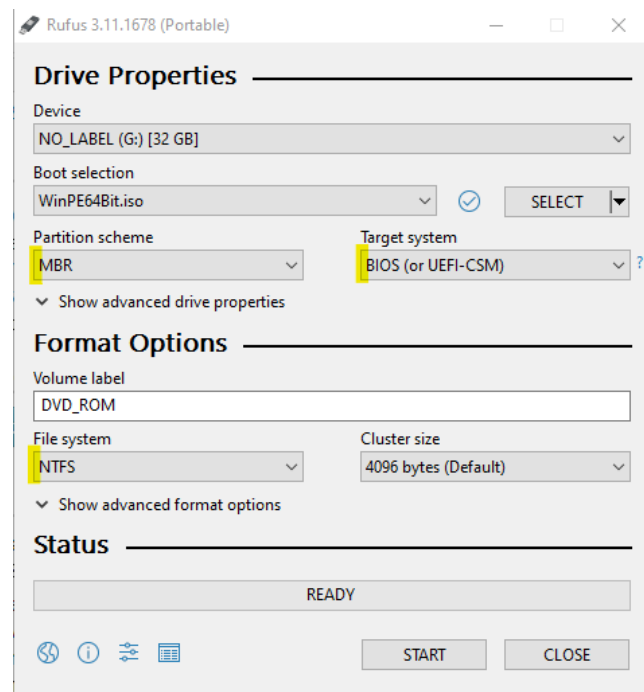 Rufus 3.11.1678 (Portable)
Drive Properties
Device
NO_LABEL (G:) [32 GB]
Boot selection
WinPE64Bit.iso
SELECT
Partition scheme
Target system
MBR
BIOS (or UEFI-CSM)
?
Show advanced drive properties
Format Options
Volume label
DVD_ROM
File system
Cluster size
NTFS
4096 bytes (Default)
Show advanced format options
Status
READY
START
CLOSE